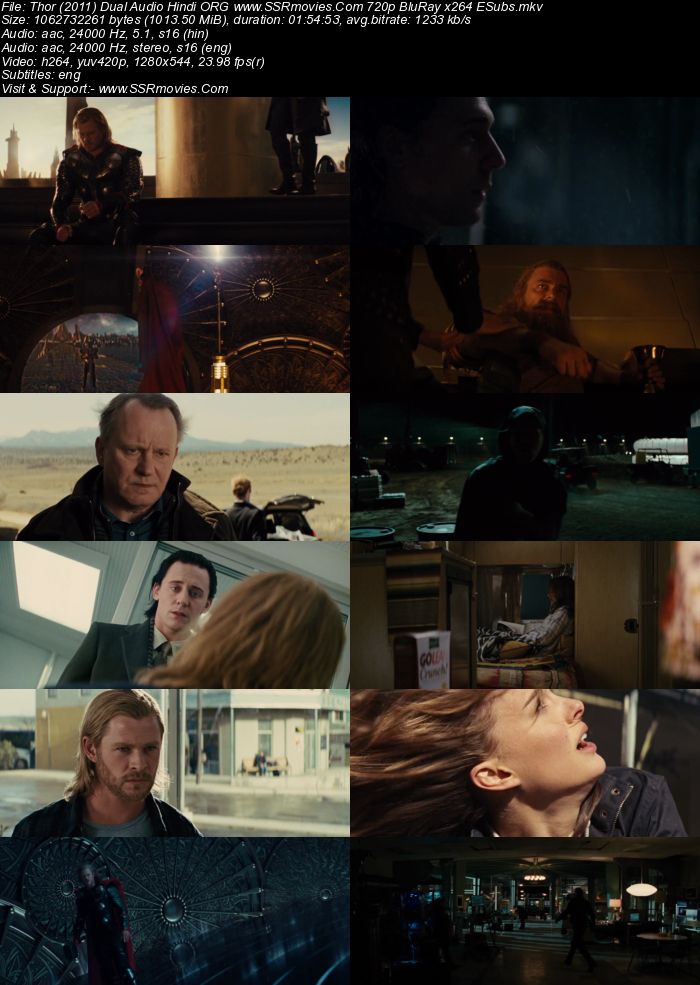 File: Thor (2011) Dual Audio Hindi ORG www.SSRmovies.Com 720p BluRay x264 ESubs.mkv
Size: 1062732261 bytes (1013.50 MiB), duration: 01:54:53, avg.bitrate: 1233 kb/s
Audio: aac, 24000 Hz, 5.1, s16 (hin)
Audio: aac, 24000 Hz, stereo, s16 (eng)
Video: h264, yuv420p, 1280x544, 23.98 fps(r)
Subtitles: eng
Visit & Support:- www.SSRmovies.Com
Crunch!